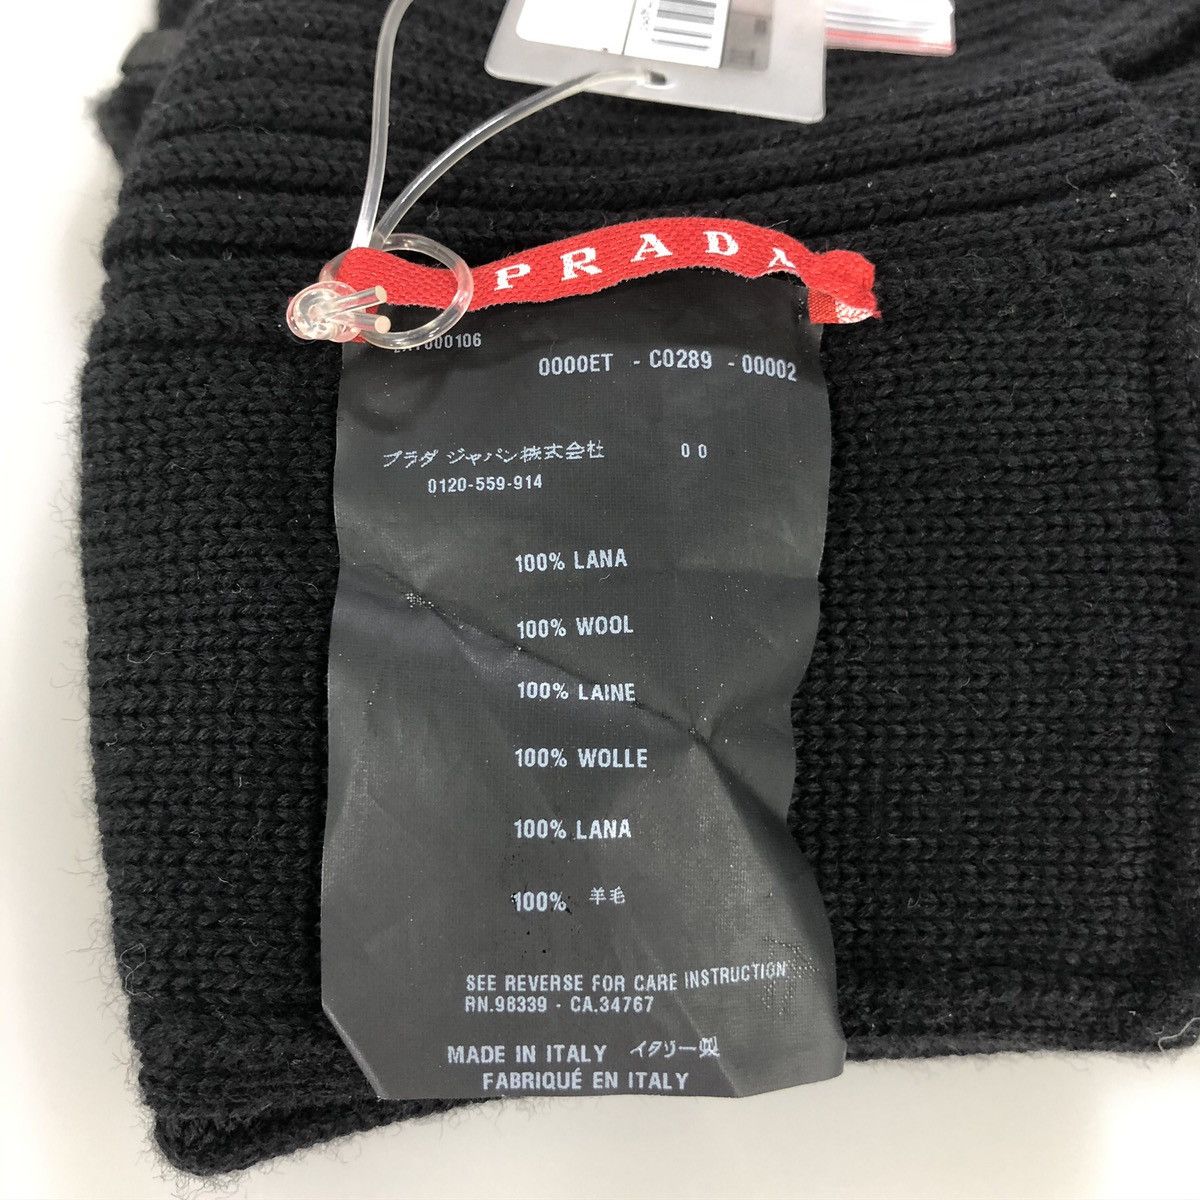 PRADA
0000ET - C0289 - 00002
プラダ ジャパン株式会社 0 0
0120-559-914
100% LANA
100% WOOL
100% LAINE
100% WOLLE
100% LANA
100% 羊毛
SEE REVERSE FOR CARE INSTRUCTION
RN.98339 - CA.34767
MADE IN ITALY イタリー製
FABRIQUÉ EN ITALY